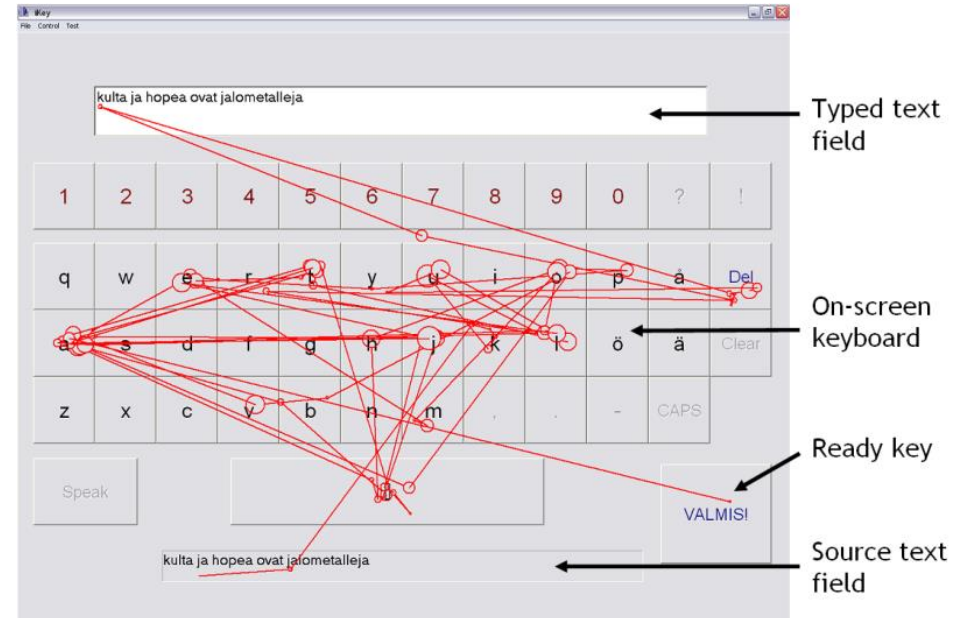 iKey
File Control Test
kulta ja hopea ovat jalometalleja
Typed text
field
1 2 3 4 5 6 7 8 9 0 ? !
q w e r t y u i o p å Del
On-screen
keyboard
a s d f g h j k l ö ä Clear
z x c v b n m , . - CAPS
Ready key
Speak
VALMIS!
kulta ja hopea ovat jalometalleja
Source text
field